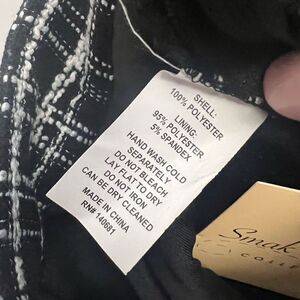 SHELL:
100% POLYESTER
LINING:
95% POLYESTER
5% SPANDEX
HAND WASH COLD
SEPARATELY
DO NOT BLEACH
LAY FLAT TO DRY
DO NOT IRON
CAN BE DRY CLEANED
MADE IN CHINA
RN# 140681
Smak